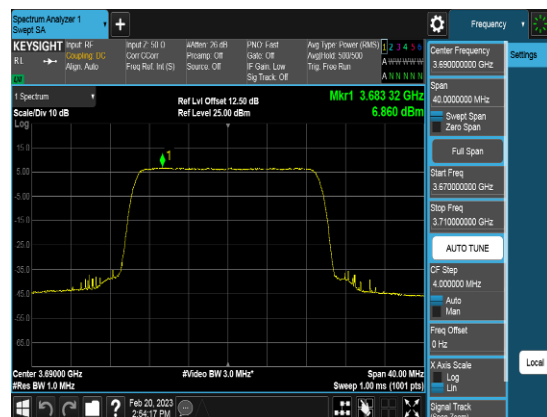 Spectrum Analyzer 1
Swept SA
+
Frequency
KEYSIGHT
RL
LV
Input: RF
Coupling: DC
Align: Auto
Input Z: 50 Ω
Corr CCorr
Freq Ref: Int (S)
#Atten: 26 dB
Preamp: Off
Source: Off
PNO: Fast
Gate: Off
IF Gain: Low
Sig Track: Off
Avg Type: Power (RMS)
Avg|Hold: 500/500
Trig: Free Run
1 2 3 4 5 6
A W W W W W
A N N N N N
1 Spectrum
Scale/Div 10 dB
Log
Ref Lvl Offset 12.50 dB
Ref Level 25.00 dBm
Mkr1 3.683 32 GHz
6.860 dBm
1
15.0
5.00
-5.00
-15.0
-25.0
-35.0
-45.0
-55.0
-65.0
Center 3.69000 GHz
#Res BW 1.0 MHz
#Video BW 3.0 MHz*
Span 40.00 MHz
Sweep 1.00 ms (1001 pts)
?
Feb 20, 2023
2:54:17 PM
Center Frequency
3.690000000 GHz
Span
40.0000000 MHz
Swept Span
Zero Span
Full Span
Start Freq
3.670000000 GHz
Stop Freq
3.710000000 GHz
AUTO TUNE
CF Step
4.000000 MHz
Auto
Man
Freq Offset
0 Hz
X Axis Scale
Log
Lin
Signal Track
Settings
Local